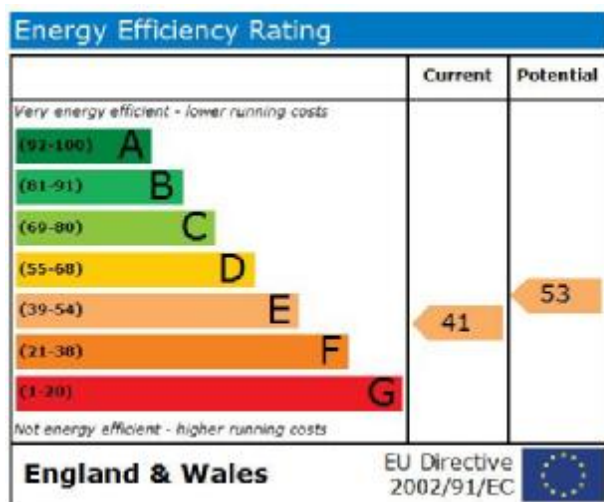 Energy Efficiency Rating
Current Potential
Very energy efficient - lower running costs
(92-100) A
(81-91) B
(69-80) C
(55-68) D
(39-54) E
41
53
(21-38) F
(1-20) G
Not energy efficient - higher running costs
England & Wales
EU Directive
2002/91/EC